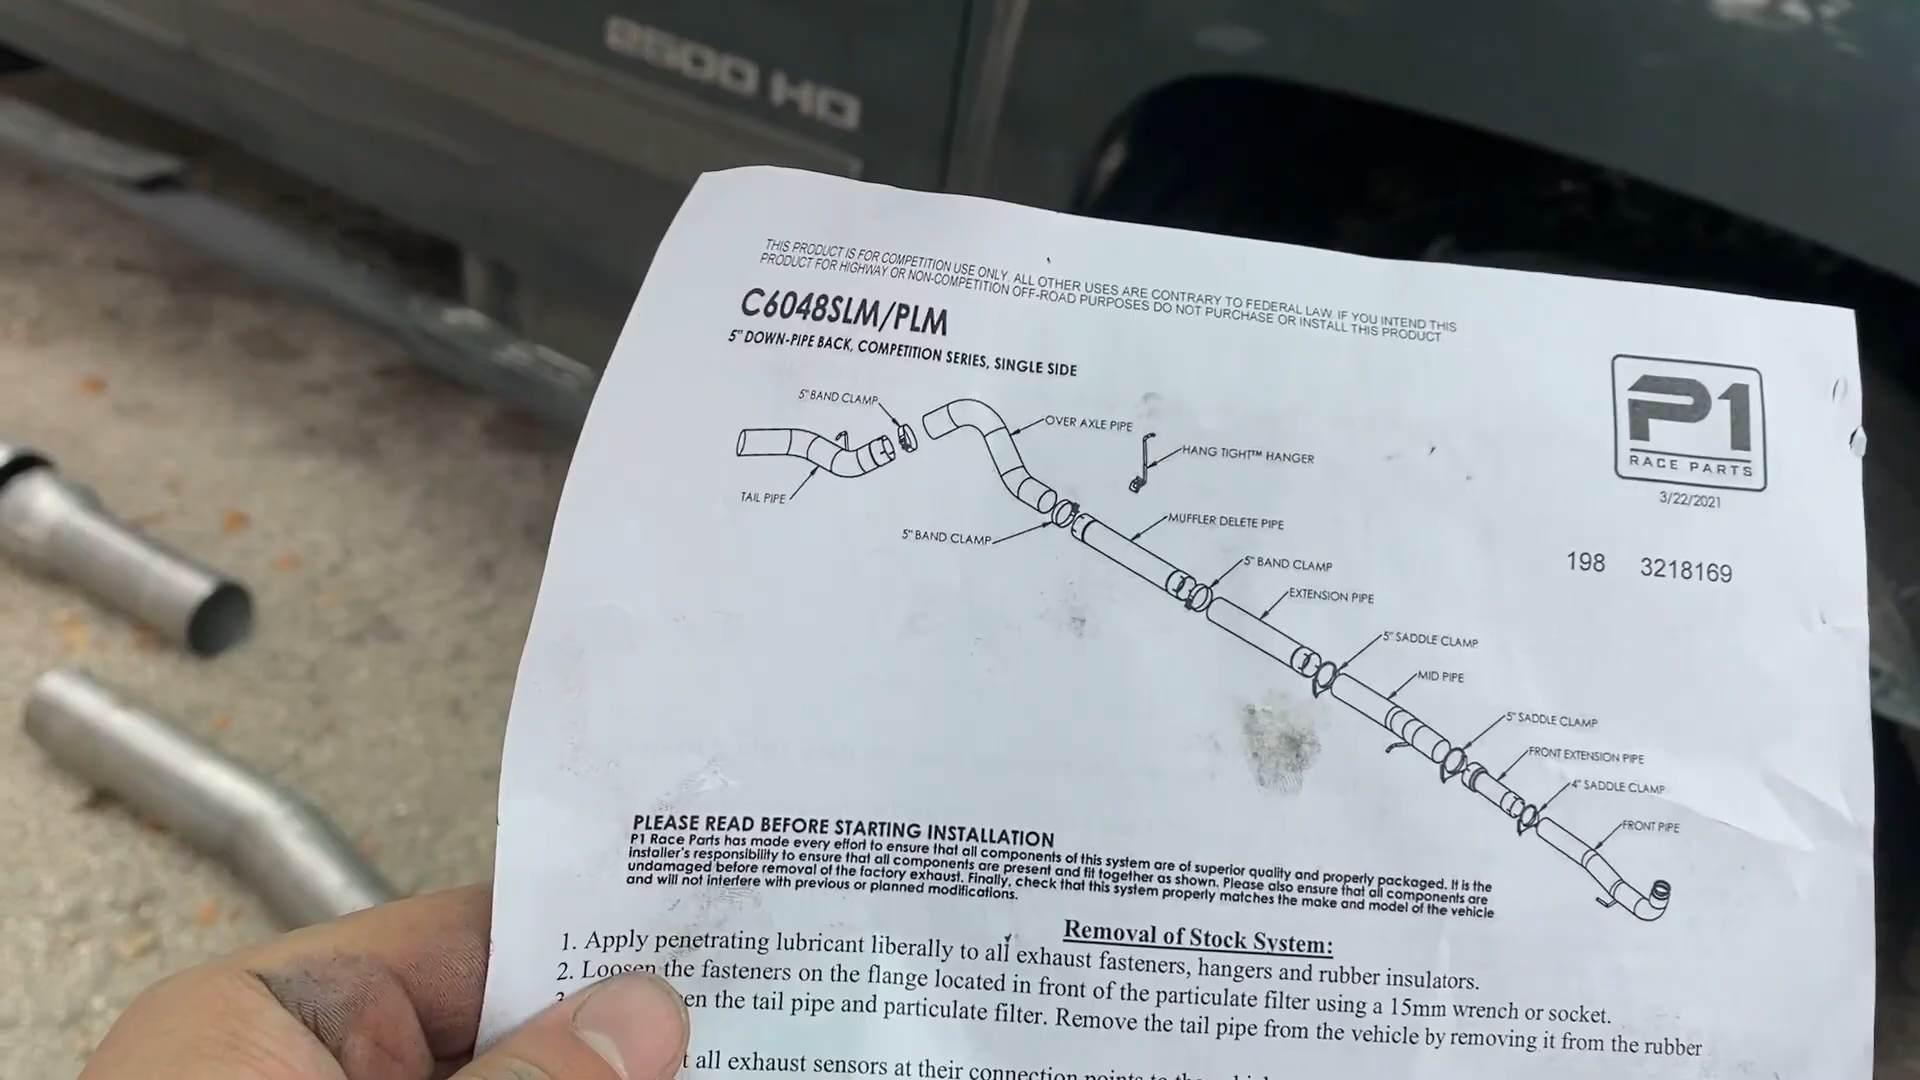 2500 HD
THIS PRODUCT IS FOR COMPETITION USE ONLY. ALL OTHER USES ARE CONTRARY TO FEDERAL LAW. IF YOU INTEND THIS
PRODUCT FOR HIGHWAY OR NON-COMPETITION OFF-ROAD PURPOSES DO NOT PURCHASE OR INSTALL THIS PRODUCT.
C6048SLM/PLM
5" DOWN-PIPE BACK, COMPETITION SERIES, SINGLE SIDE
P1
RACE PARTS
3/22/2021
198 3218169
5" BAND CLAMP
OVER AXLE PIPE
HANG TIGHT™ HANGER
TAIL PIPE
5" BAND CLAMP
MUFFLER DELETE PIPE
5" BAND CLAMP
EXTENSION PIPE
5" SADDLE CLAMP
MID PIPE
5" SADDLE CLAMP
FRONT EXTENSION PIPE
4" SADDLE CLAMP
FRONT PIPE
PLEASE READ BEFORE STARTING INSTALLATION
P1 Race Parts has made every effort to ensure that all components of this system are of superior quality and properly packaged. It is the
installer's responsibility to ensure that all components are present and fit together as shown. Please also ensure that all components are
undamaged before removal of the factory exhaust. Finally, check that this system properly matches the make and model of the vehicle
and will not interfere with previous or planned modifications.
Removal of Stock System:
1. Apply penetrating lubricant liberally to all exhaust fasteners, hangers and rubber insulators.
2. Loosen the fasteners on the flange located in front of the particulate filter using a 15mm wrench or socket.
the tail pipe and particulate filter. Remove the tail pipe from the vehicle by removing it from the rubber
all exhaust sensors at their connection points